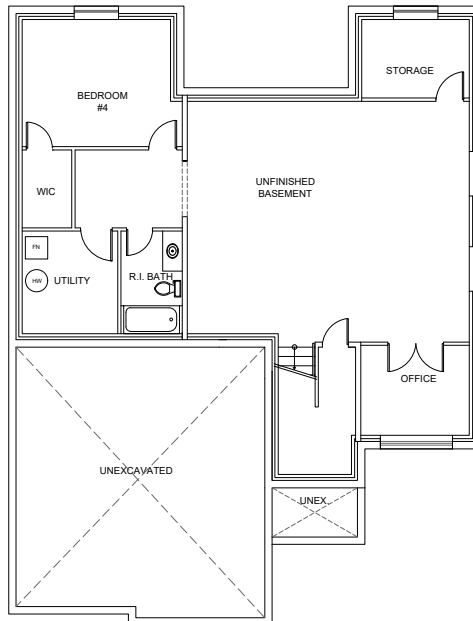 STORAGE
BEDROOM
#4
UNFINISHED
BASEMENT
WIC
FN
HW
UTILITY
R.I. BATH
OFFICE
UNEXCAVATED
UNEX.